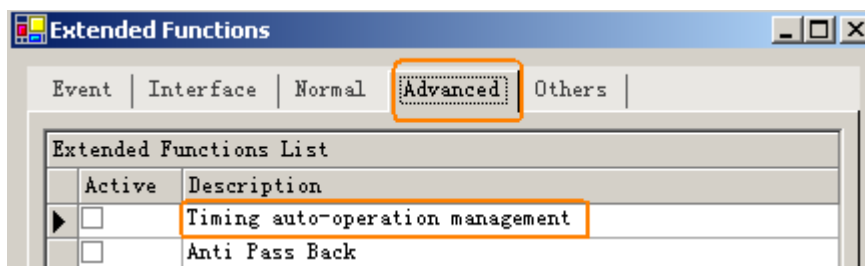 Extended Functions
Event Interface Normal Advanced Others
Extended Functions List
Active Description
Timing auto-operation management
Anti Pass Back